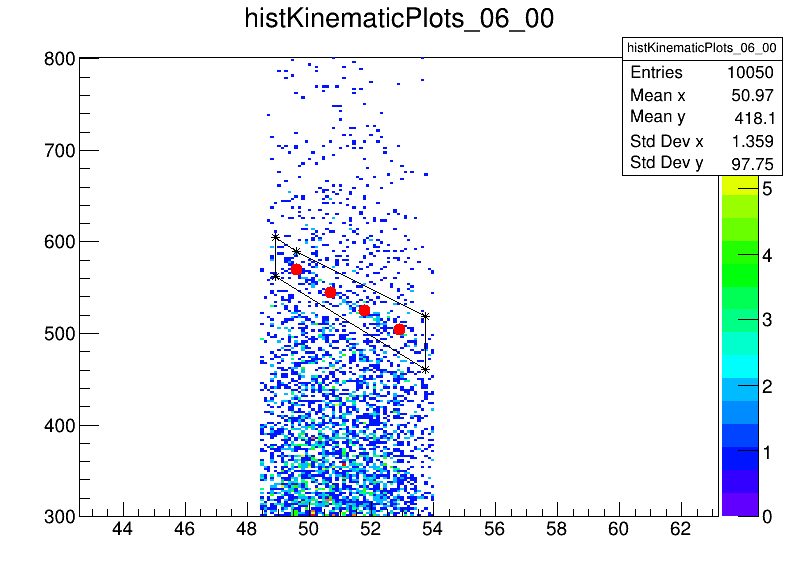 histKinematicPlots_06_00
histKinematicPlots_06_00
Entries 10050
Mean x 50.97
Mean y 418.1
Std Dev x 1.359
Std Dev y 97.75
800
700
600
500
400
300
5
4
3
2
1
0
44 46 48 50 52 54 56 58 60 62